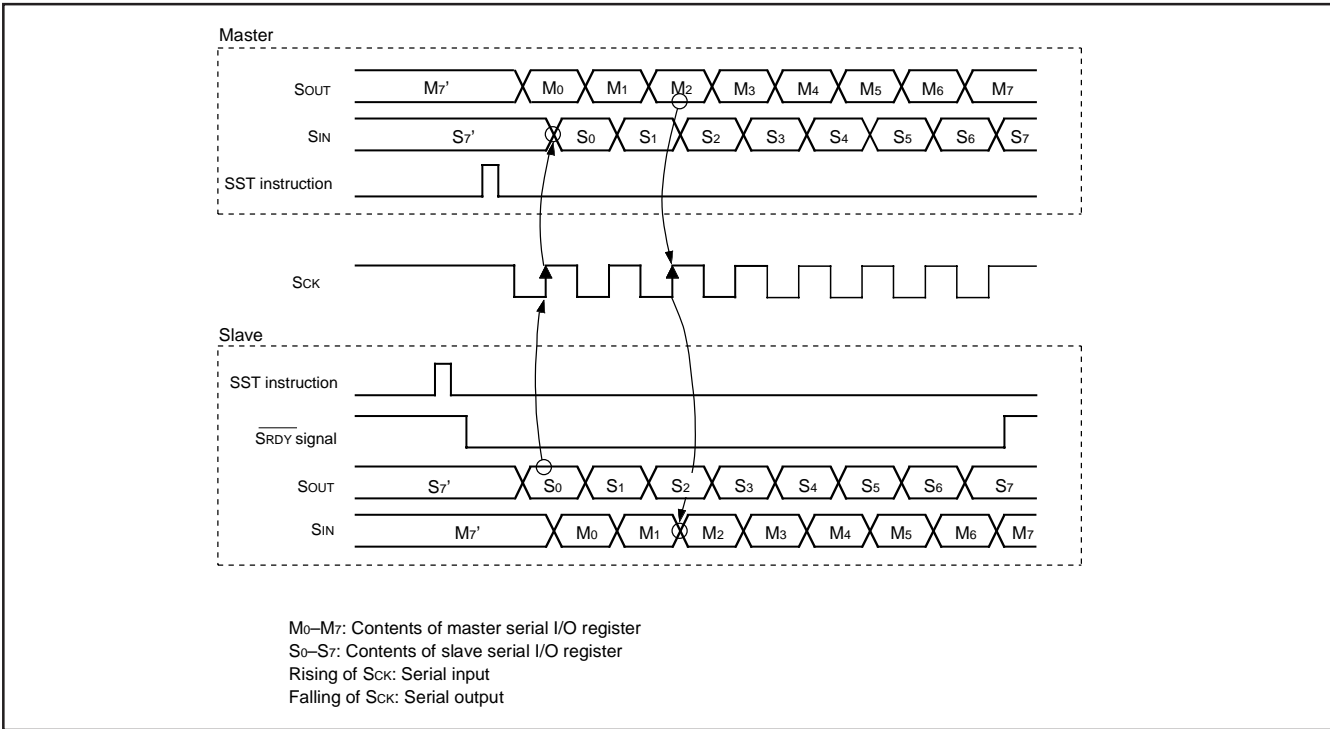 Master
SOUT M7' M0 M1 M2 M3 M4 M5 M6 M7
SIN S7' S0 S1 S2 S3 S4 S5 S6 S7
SST instruction
SCK
Slave
SST instruction
SRDY signal
SOUT S7' S0 S1 S2 S3 S4 S5 S6 S7
SIN M7' M0 M1 M2 M3 M4 M5 M6 M7
M0–M7: Contents of master serial I/O register
S0–S7: Contents of slave serial I/O register
Rising of SCK: Serial input
Falling of SCK: Serial output